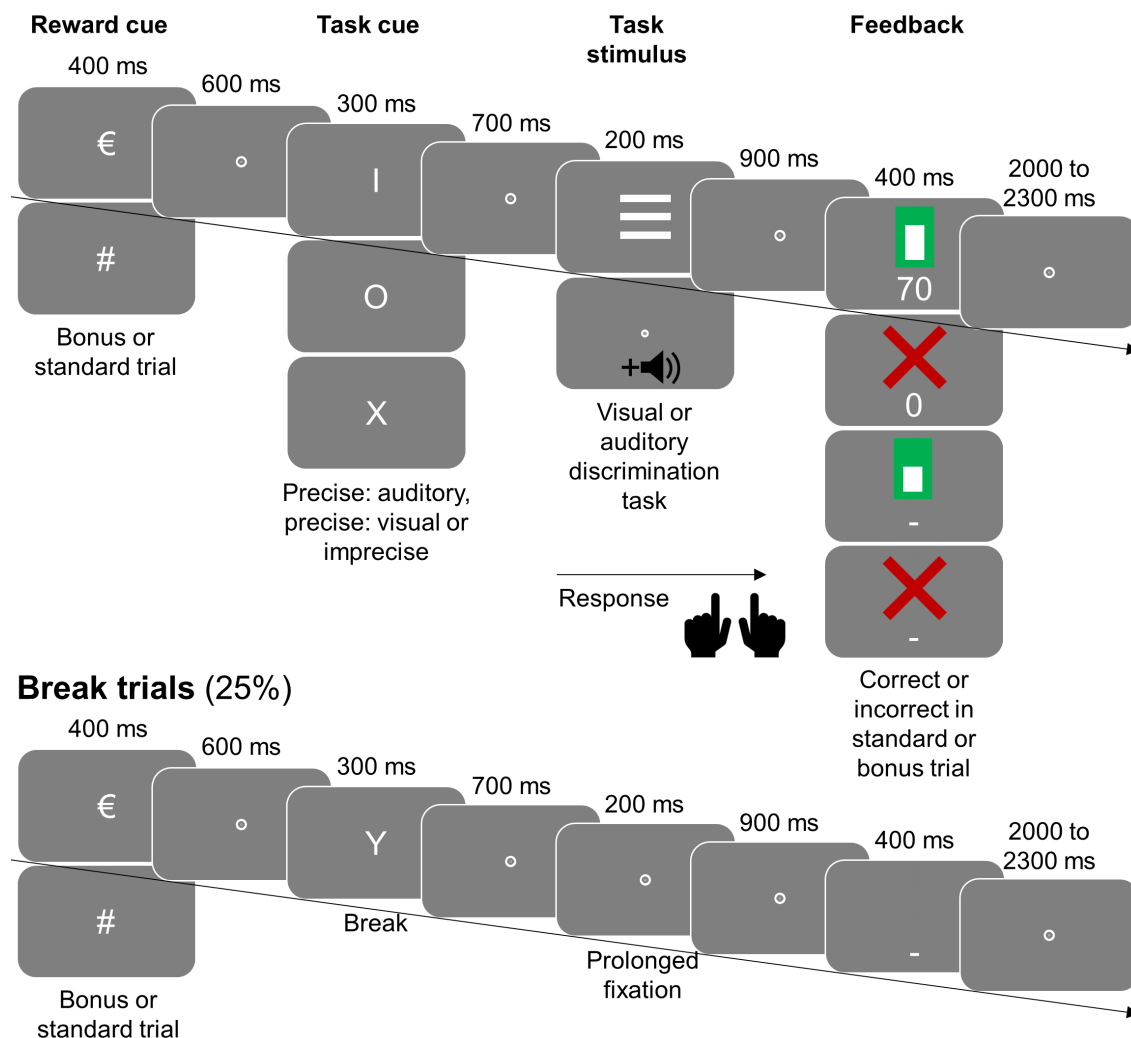 Reward cue
Task cue
Task
stimulus
Feedback
400 ms
600 ms
300 ms
700 ms
200 ms
900 ms
400 ms
2000 to
2300 ms
€
I
70
#
O
0
X
-
-
Bonus or
standard trial
Precise: auditory,
precise: visual or
imprecise
+
Visual or
auditory
discrimination
task
Response
Correct or
incorrect in
standard or
bonus trial
Break trials (25%)
400 ms
600 ms
300 ms
700 ms
200 ms
900 ms
400 ms
2000 to
2300 ms
€
Y
-
#
Break
Prolonged
fixation
Bonus or
standard trial